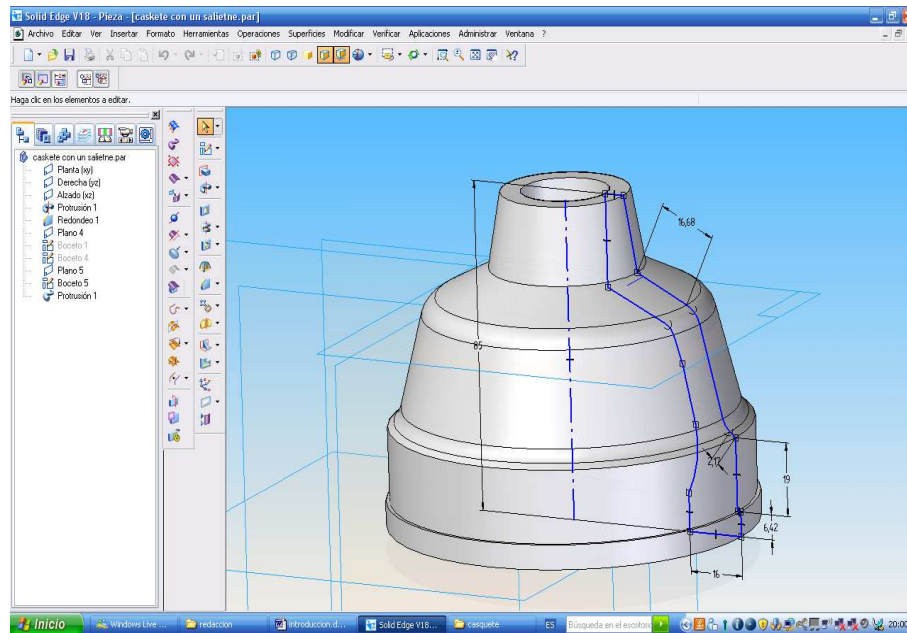 Solid Edge V18 - Pieza - [caskete con un salietne.par]
Archivo Editar Ver Insertar Formato Herramientas Operaciones Superficies Modificar Verificar Aplicaciones Administrar Ventana ?
Haga clic en los elementos a editar.
caskete con un salietne.par
Planta (xy)
Derecha (yz)
Alzado (xz)
Protrusión 1
Redondeo 1
Plano 4
Boceto 1
Boceto 4
Plano 5
Boceto 5
Protrusión 1
16,68
85
2,12
19
6,42
16
Inicio Windows Live ... redaccion introduccion.d... Solid Edge V18... casquete ES Búsqueda en el escritorio 20:00